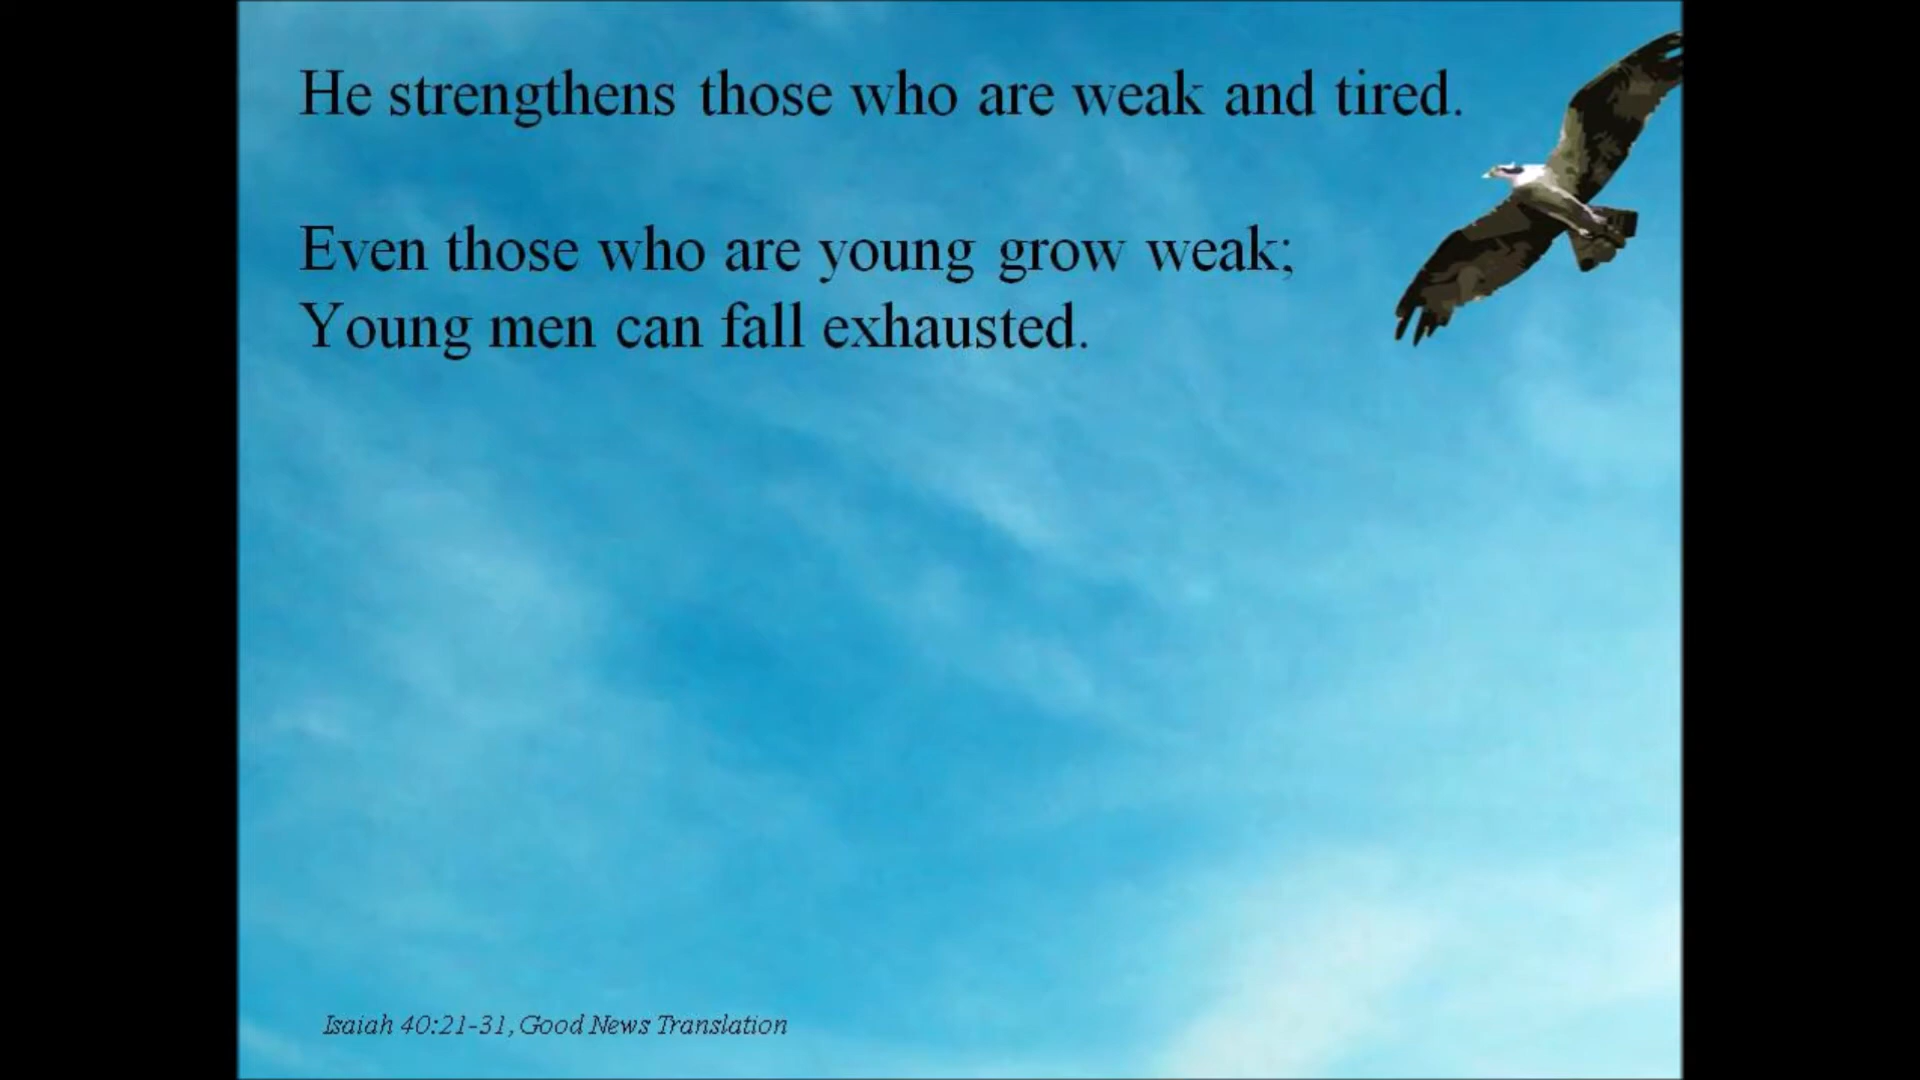 He strengthens those who are weak and tired.
Even those who are young grow weak;
Young men can fall exhausted.
Isaiah 40:21-31, Good News Translation